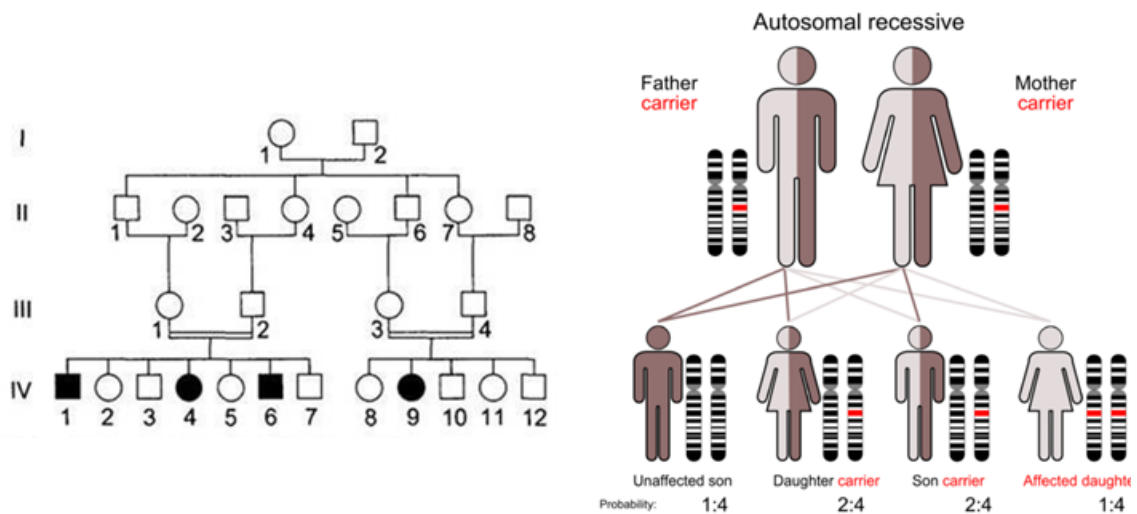 I
1 2
II
1 2 3 4 5 6 7 8
III
1 2 3 4
IV
1 2 3 4 5 6 7 8 9 10 11 12
Autosomal recessive
Father
carrier
Mother
carrier
Unaffected son Daughter carrier Son carrier Affected daughte
Probability: 1:4 2:4 2:4 1:4